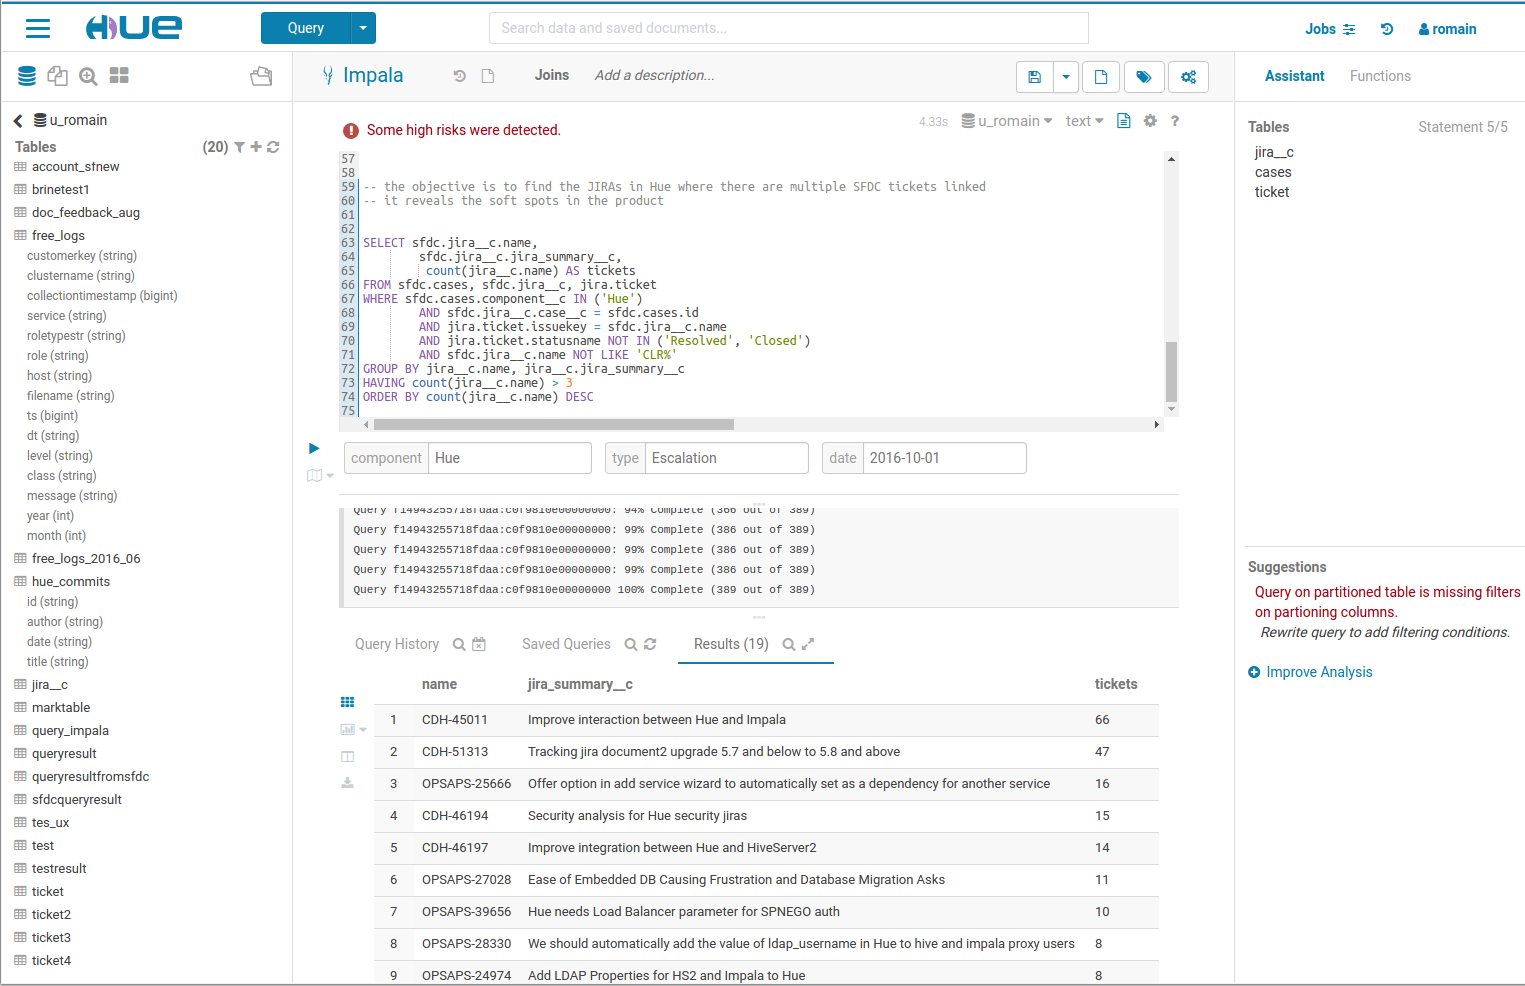 HUE
Query
Search data and saved documents...
Jobs
romain
Impala
Joins
Add a description...
Assistant
Functions
u_romain
Tables
(20)
account_sfnew
brinetest1
doc_feedback_aug
free_logs
customerkey (string)
clustername (string)
collectiontimestamp (bigint)
service (string)
roletypestr (string)
role (string)
host (string)
filename (string)
ts (bigint)
dt (string)
level (string)
class (string)
message (string)
year (int)
month (int)
free_logs_2016_06
hue_commits
id (string)
author (string)
date (string)
title (string)
jira__c
marktable
query_impala
queryresult
queryresultfromsfdc
sfdcqueryresult
tes_ux
test
testresult
ticket
ticket2
ticket3
ticket4
Some high risks were detected.
4.33s
u_romain
text
?
57
58
59 -- the objective is to find the JIRAs in Hue where there are multiple SFDC tickets linked
60 -- it reveals the soft spots in the product
61
62
63 SELECT sfdc.jira__c.name,
64 sfdc.jira__c.jira_summary__c,
65 count(jira__c.name) AS tickets
66 FROM sfdc.cases, sfdc.jira__c, jira.ticket
67 WHERE sfdc.cases.component__c IN ('Hue')
68 AND sfdc.jira__c.case__c = sfdc.cases.id
69 AND jira.ticket.issuekey = sfdc.jira__c.name
70 AND jira.ticket.statusname NOT IN ('Resolved', 'Closed')
71 AND sfdc.jira__c.name NOT LIKE 'CLR%'
72 GROUP BY jira__c.name, jira__c.jira_summary__c
73 HAVING count(jira__c.name) > 3
74 ORDER BY count(jira__c.name) DESC
75
component Hue
type Escalation
date 2016-10-01
Query f14943255718fdaa:c0f9810e00000000: 94% Complete (366 out of 389)
Query f14943255718fdaa:c0f9810e00000000: 99% Complete (386 out of 389)
Query f14943255718fdaa:c0f9810e00000000: 99% Complete (386 out of 389)
Query f14943255718fdaa:c0f9810e00000000: 99% Complete (386 out of 389)
Query f14943255718fdaa:c0f9810e00000000 100% Complete (389 out of 389)
Query History
Saved Queries
Results (19)
name jira_summary__c tickets
1 CDH-45011 Improve interaction between Hue and Impala 66
2 CDH-51313 Tracking jira document2 upgrade 5.7 and below to 5.8 and above 47
3 OPSAPS-25666 Offer option in add service wizard to automatically set as a dependency for another service 16
4 CDH-46194 Security analysis for Hue security jiras 15
5 CDH-46197 Improve integration between Hue and HiveServer2 14
6 OPSAPS-27028 Ease of Embedded DB Causing Frustration and Database Migration Asks 11
7 OPSAPS-39656 Hue needs Load Balancer parameter for SPNEGO auth 10
8 OPSAPS-28330 We should automatically add the value of ldap_username in Hue to hive and impala proxy users 8
9 OPSAPS-24974 Add LDAP Properties for HS2 and Impala to Hue 8
Tables
Statement 5/5
jira__c
cases
ticket
Suggestions
Query on partitioned table is missing filters
on partioning columns.
Rewrite query to add filtering conditions.
Improve Analysis